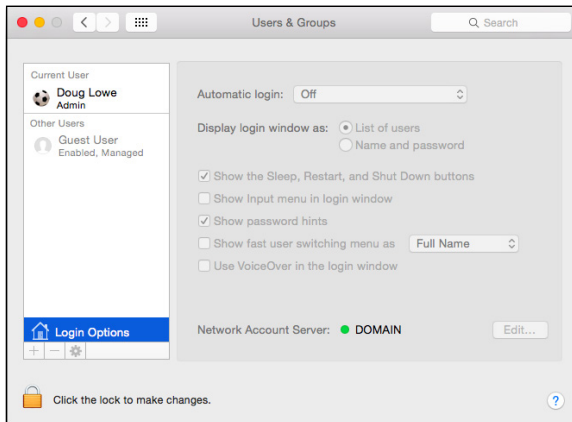 Users & Groups
Search
Current User
Doug Lowe
Admin
Other Users
Guest User
Enabled, Managed
Login Options
Automatic login: Off
Display login window as: List of users
Name and password
Show the Sleep, Restart, and Shut Down buttons
Show Input menu in login window
Show password hints
Show fast user switching menu as Full Name
Use VoiceOver in the login window
Network Account Server: DOMAIN Edit...
Click the lock to make changes.
?